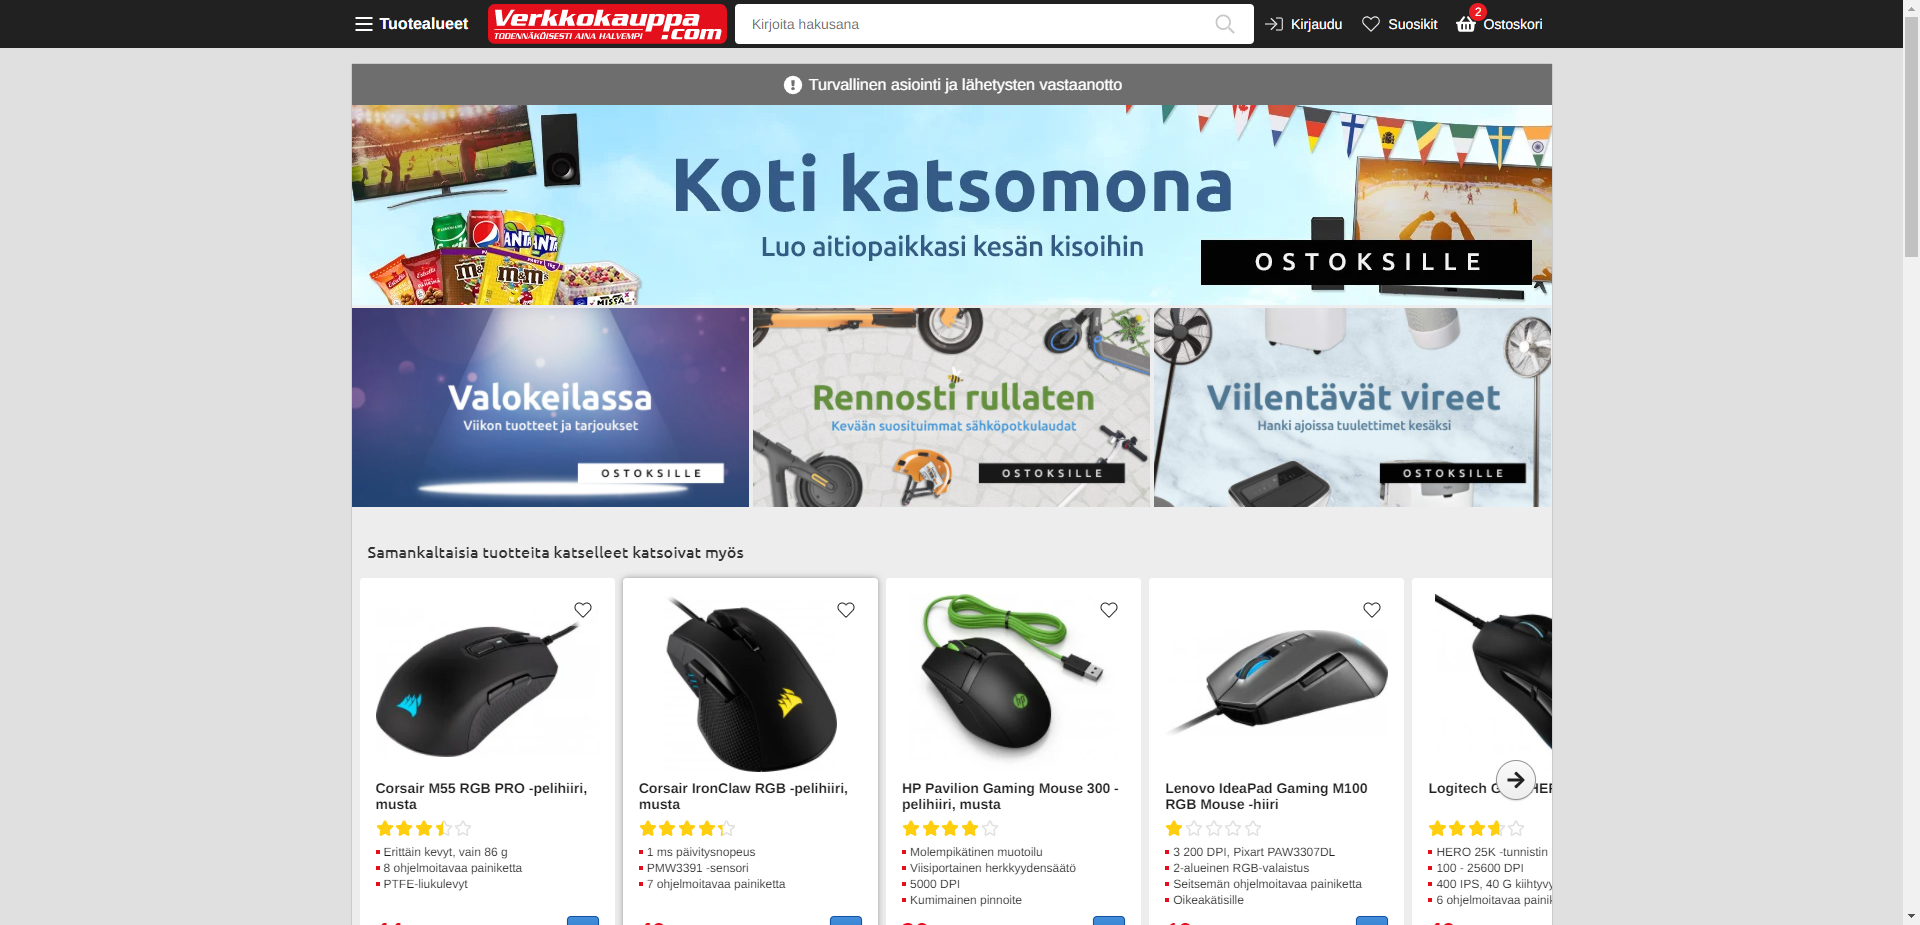 Tuotealueet
Verkkokauppa
.com
TODENNÄKÖISESTI AINA HALVEMPI
Kirjoita hakusana
Kirjaudu
Suosikit
2
Ostoskori
Turvallinen asiointi ja lähetysten vastaanotto
Koti katsomona
Luo aitiopaikkasi kesän kisoihin
OSTOKSILLE
m&m's
Valokeilassa
Viikon tuotteet ja tarjoukset
OSTOKSILLE
Rennosti rullaten
Kevään suosituimmat sähköpotkulaudat
OSTOKSILLE
Viilentävät vireet
Hanki ajoissa tuulettimet kesäksi
OSTOKSILLE
Samankaltaisia tuotteita katselleet katsoivat myös
Corsair M55 RGB PRO -pelihiiri,
musta
Erittäin kevyt, vain 86 g
8 ohjelmoitavaa painiketta
PTFE-liukulevyt
Corsair IronClaw RGB -pelihiiri,
musta
1 ms päivitysnopeus
PMW3391 -sensori
7 ohjelmoitavaa painiketta
HP Pavilion Gaming Mouse 300 -
pelihiiri, musta
Molempikätinen muotoilu
Viisiportainen herkkyydensäätö
5000 DPI
Kumimainen pinnoite
Lenovo IdeaPad Gaming M100
RGB Mouse -hiiri
3 200 DPI, Pixart PAW3307DL
2-alueinen RGB-valaistus
Seitsemän ohjelmoitavaa painiketta
Oikeakätisille
Logitech G
HERO 25K -tunnistin
100 - 25600 DPI
400 IPS, 40 G kiihtyvy
6 ohjelmoitavaa painik